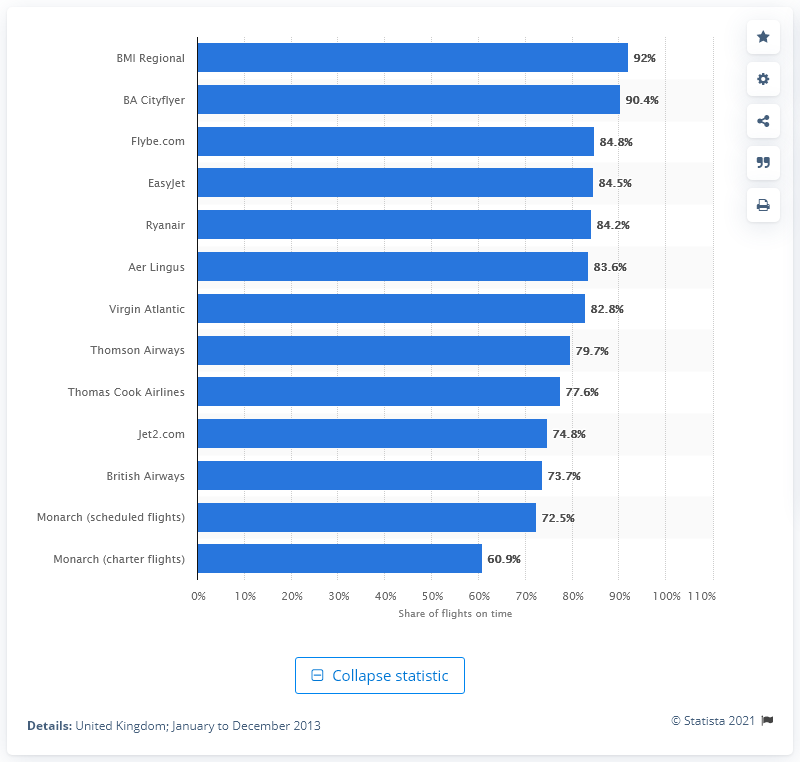 BMI Regional 92%
BA Cityflyer 90.4%
Flybe.com 84.8%
EasyJet 84.5%
Ryanair 84.2%
Aer Lingus 83.6%
Virgin Atlantic 82.8%
Thomson Airways 79.7%
Thomas Cook Airlines 77.6%
Jet2.com 74.8%
British Airways 73.7%
Monarch (scheduled flights) 72.5%
Monarch (charter flights) 60.9%
0% 10% 20% 30% 40% 50% 60% 70% 80% 90% 100% 110%
Share of flights on time
Collapse statistic
Details: United Kingdom; January to December 2013
© Statista 2021